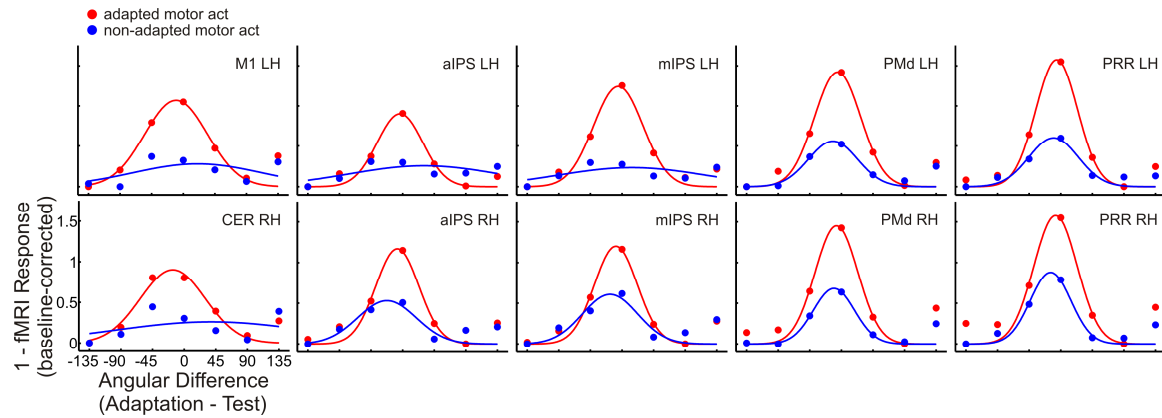 adapted motor act
non-adapted motor act
M1 LH
aIPS LH
mIPS LH
PMd LH
PRR LH
CER RH
aIPS RH
mIPS RH
PMd RH
PRR RH
1 - fMRI Response
(baseline-corrected)
1.5
1
0.5
0
-135 -90 -45 0 45 90 135
Angular Difference
(Adaptation - Test)